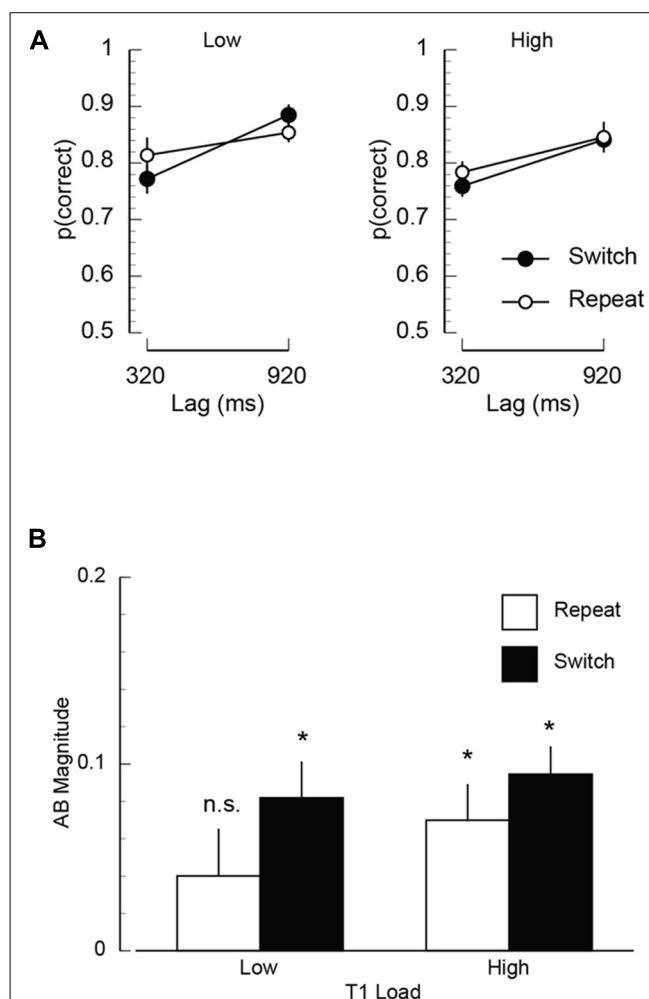 A
Low
High
1
0.9
0.8
0.7
0.6
0.5
p(correct)
320 920
Lag (ms)
1
0.9
0.8
0.7
0.6
0.5
p(correct)
Switch
Repeat
320 920
Lag (ms)
B
0.2
0.1
0
AB Magnitude
Repeat
Switch
n.s. * * *
Low High
T1 Load